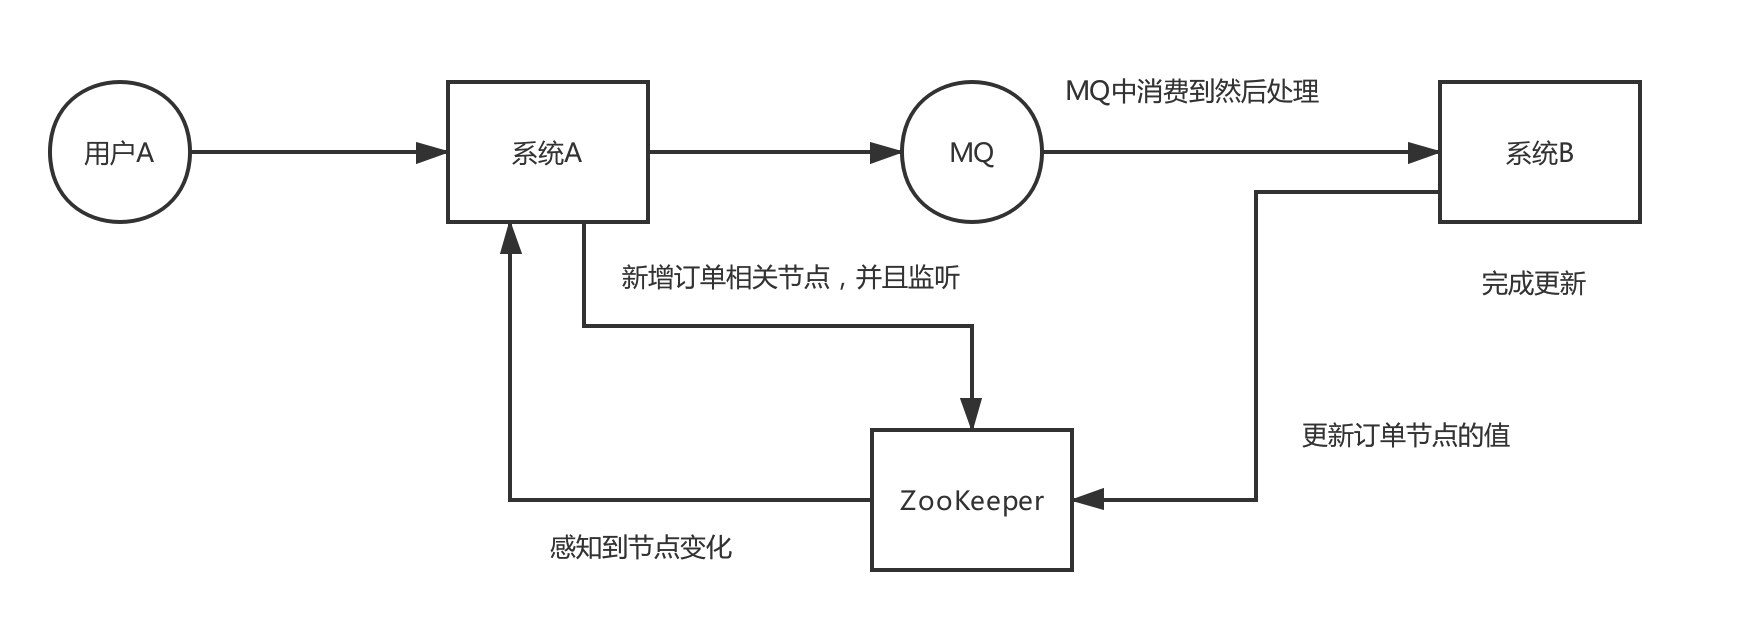 MQ中消费到然后处理
用户A
系统A
MQ
系统B
新增订单相关节点，并且监听
完成更新
更新订单节点的值
ZooKeeper
感知到节点变化